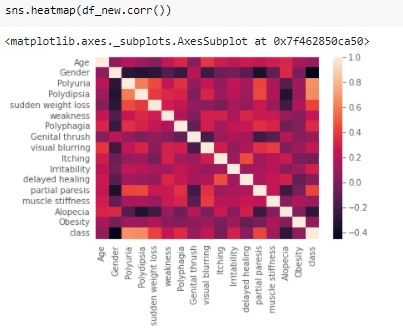 sns.heatmap(df_new.corr())
<matplotlib.axes._subplots.AxesSubplot at 0x7f462850ca50>
Age
Gender
Polyuria
Polydipsia
sudden weight loss
weakness
Polyphagia
Genital thrush
visual blurring
Itching
Irritability
delayed healing
partial paresis
muscle stiffness
Alopecia
Obesity
class
Age
Gender
Polyuria
Polydipsia
sudden weight loss
weakness
Polyphagia
Genital thrush
visual blurring
Itching
Irritability
delayed healing
partial paresis
muscle stiffness
Alopecia
Obesity
class
1.0
0.8
0.6
0.4
0.2
0.0
−0.2
−0.4